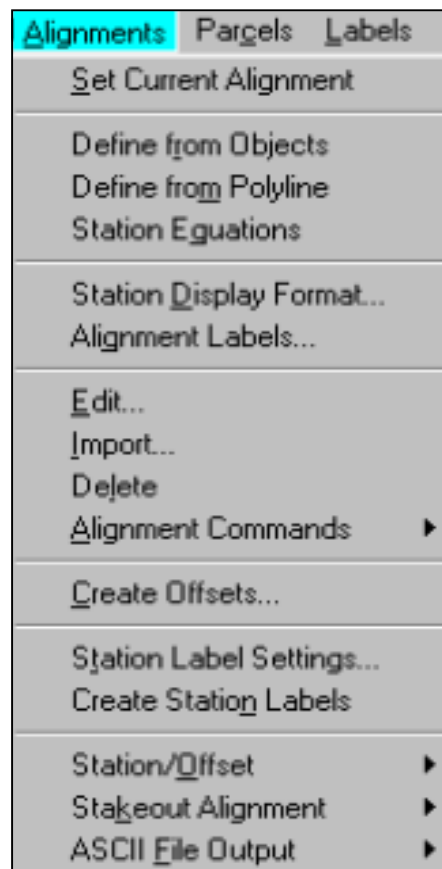 Alignments Parcels Labels
Set Current Alignment
Define from Objects
Define from Polyline
Station Equations
Station Display Format...
Alignment Labels...
Edit...
Import...
Delete
Alignment Commands
Create Offsets...
Station Label Settings...
Create Station Labels
Station/Offset
Stakeout Alignment
ASCII File Output